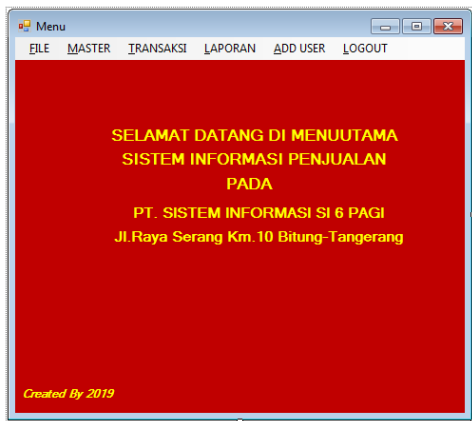 Menu
FILE MASTER TRANSAKSI LAPORAN ADD USER LOGOUT
SELAMAT DATANG DI MENUUTAMA
SISTEM INFORMASI PENJUALAN
PADA
PT. SISTEM INFORMASI SI 6 PAGI
Jl.Raya Serang Km.10 Bitung-Tangerang
Created By 2019